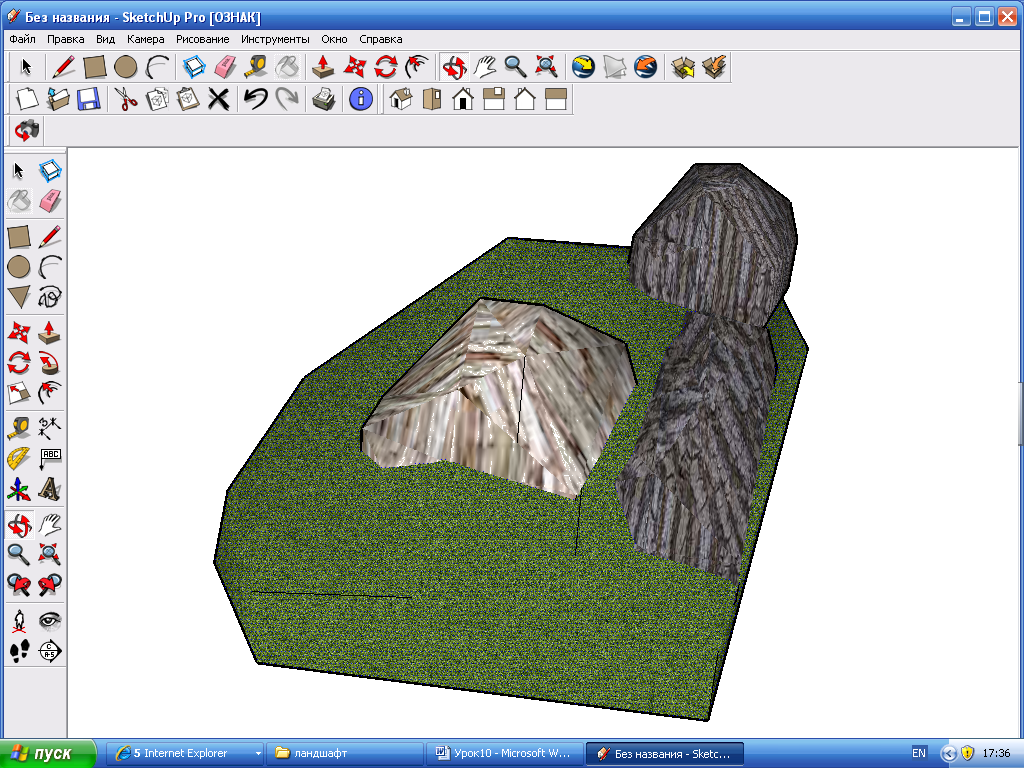 Без названия - SketchUp Pro [ОЗНАК]
Файл Правка Вид Камера Рисование Инструменты Окно Справка
ABC
C
A-5
пуск
5 Internet Explorer
ландшафт
Урок10 - Microsoft W...
Без названия - Sketc...
EN
17:36